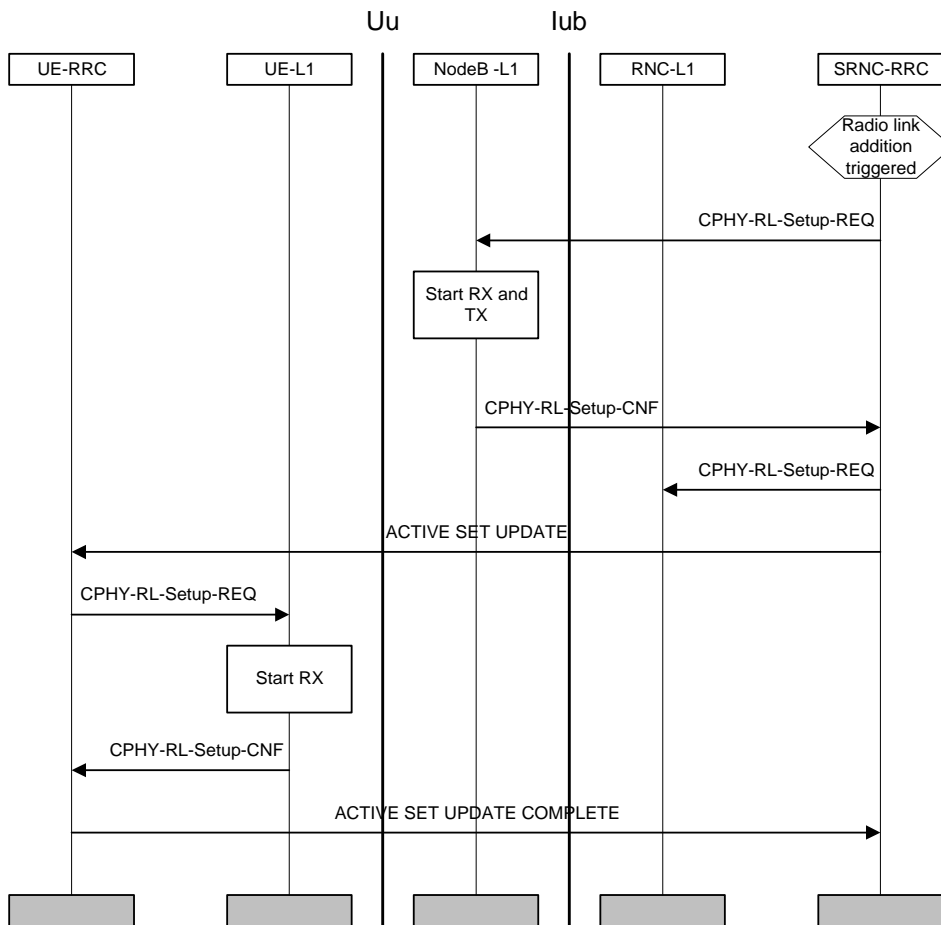 Uu
Iub
UE-RRC
UE-L1
NodeB -L1
RNC-L1
SRNC-RRC
Radio link
addition
triggered
CPHY-RL-Setup-REQ
Start RX and
TX
CPHY-RL-Setup-CNF
CPHY-RL-Setup-REQ
ACTIVE SET UPDATE
CPHY-RL-Setup-REQ
Start RX
CPHY-RL-Setup-CNF
ACTIVE SET UPDATE COMPLETE